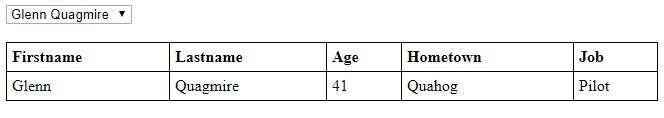 Glenn Quagmire
Firstname Lastname Age Hometown Job
Glenn Quagmire 41 Quahog Pilot